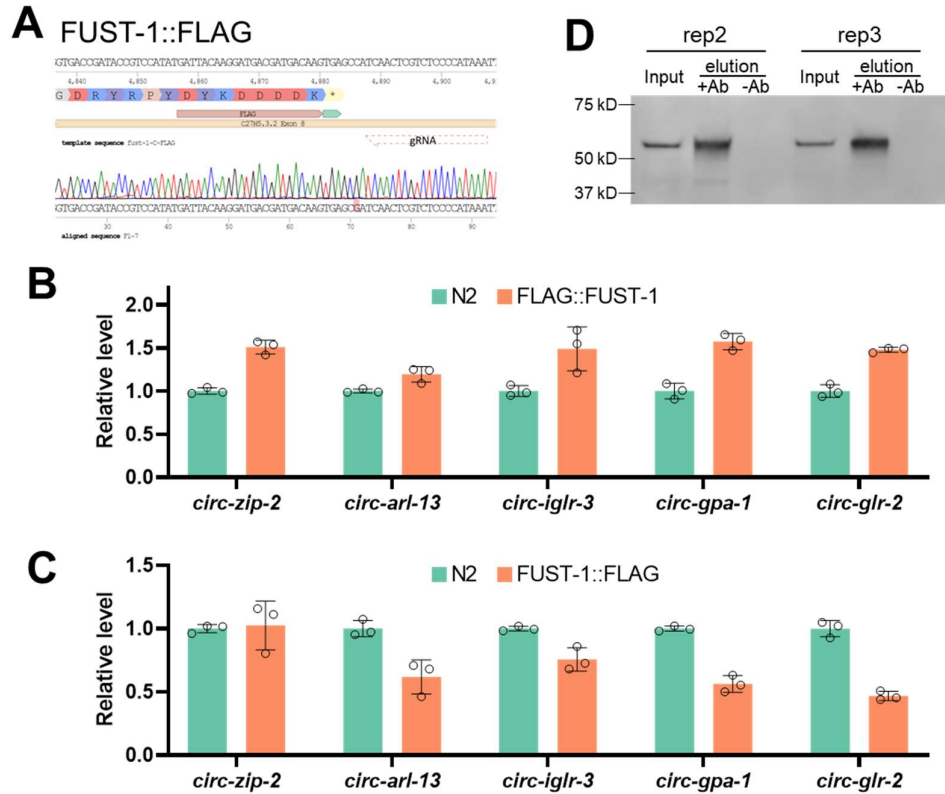 A
FUST-1::FLAG
GTGACCGATACCGTCCATATGATTACAAGGATGACGATGACAAGTGAGCCATCAACTCGTCTCCCCATAAAT
4,840 4,850 4,860 4,870 4,880 4,890 4,9
G D R Y R P Y D Y K D D D D K *
FLAG
C27H5.3.2 Exon 8
template sequence fust-1-C-FLAG
gRNA
GTGACCGATACCGTCCATATGATTACAAGGATGACGATGACAAGTGAGCGATCAACTCGTCTCCCCATAAAT
30 40 50 60 70 80 90
aligned sequence F1-7
D
rep2 rep3
Input elution Input elution
+Ab -Ab +Ab -Ab
75 kD
50 kD
37 kD
B
N2 FLAG::FUST-1
Relative level
2.0
1.5
1.0
0.5
0.0
circ-zip-2 circ-arl-13 circ-iglr-3 circ-gpa-1 circ-glr-2
C
N2 FUST-1::FLAG
Relative level
1.5
1.0
0.5
0.0
circ-zip-2 circ-arl-13 circ-iglr-3 circ-gpa-1 circ-glr-2